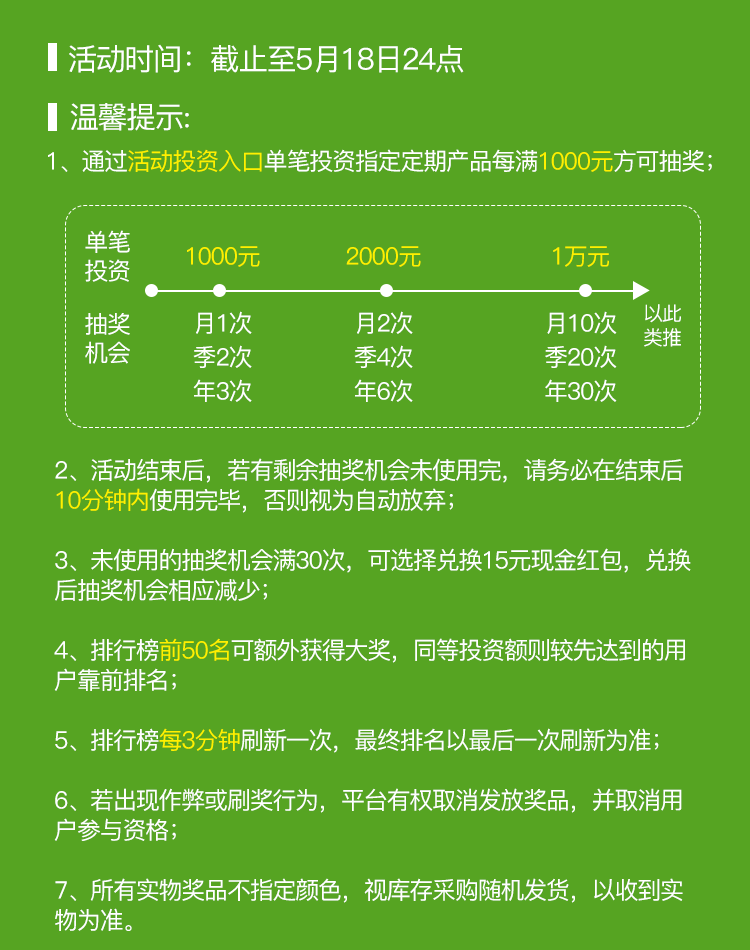 活动时间：截止至5月18日24点
温馨提示:
1、通过活动投资入口单笔投资指定定期产品每满1000元方可抽奖；
单笔
投资
1000元
2000元
1万元
抽奖
机会
月1次
季2次
年3次
月2次
季4次
年6次
月10次
季20次
年30次
以此
类推
2、活动结束后，若有剩余抽奖机会未使用完，请务必在结束后
10分钟内使用完毕，否则视为自动放弃；
3、未使用的抽奖机会满30次，可选择兑换15元现金红包，兑换
后抽奖机会相应减少；
4、排行榜前50名可额外获得大奖，同等投资额则较先达到的用
户靠前排名；
5、排行榜每3分钟刷新一次，最终排名以最后一次刷新为准；
6、若出现作弊或刷奖行为，平台有权取消发放奖品，并取消用
户参与资格；
7、所有实物奖品不指定颜色，视库存采购随机发货，以收到实
物为准。